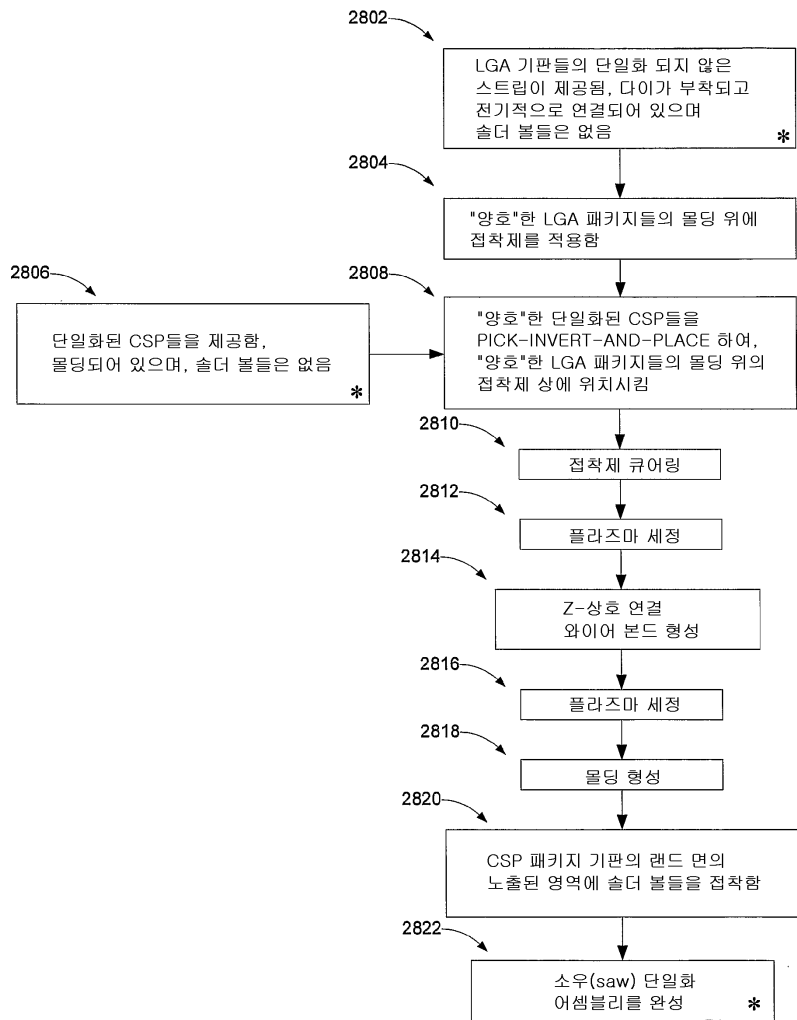 2802
LGA 기판들의 단일화 되지 않은
스트립이 제공됨, 다이가 부착되고
전기적으로 연결되어 있으며
솔더 볼들은 없음
*
2804
"양호"한 LGA 패키지들의 몰딩 위에
접착제를 적용함
2806
단일화된 CSP들을 제공함,
몰딩되어 있으며, 솔더 볼들은 없음
*
2808
"양호"한 단일화된 CSP들을
PICK-INVERT-AND-PLACE 하여,
"양호"한 LGA 패키지들의 몰딩 위의
접착제 상에 위치시킴
2810
접착제 큐어링
2812
플라즈마 세정
2814
Z-상호 연결
와이어 본드 형성
2816
플라즈마 세정
2818
몰딩 형성
2820
CSP 패키지 기판의 랜드 면의
노출된 영역에 솔더 볼들을 접착함
2822
소우(saw) 단일화
어셈블리를 완성
*